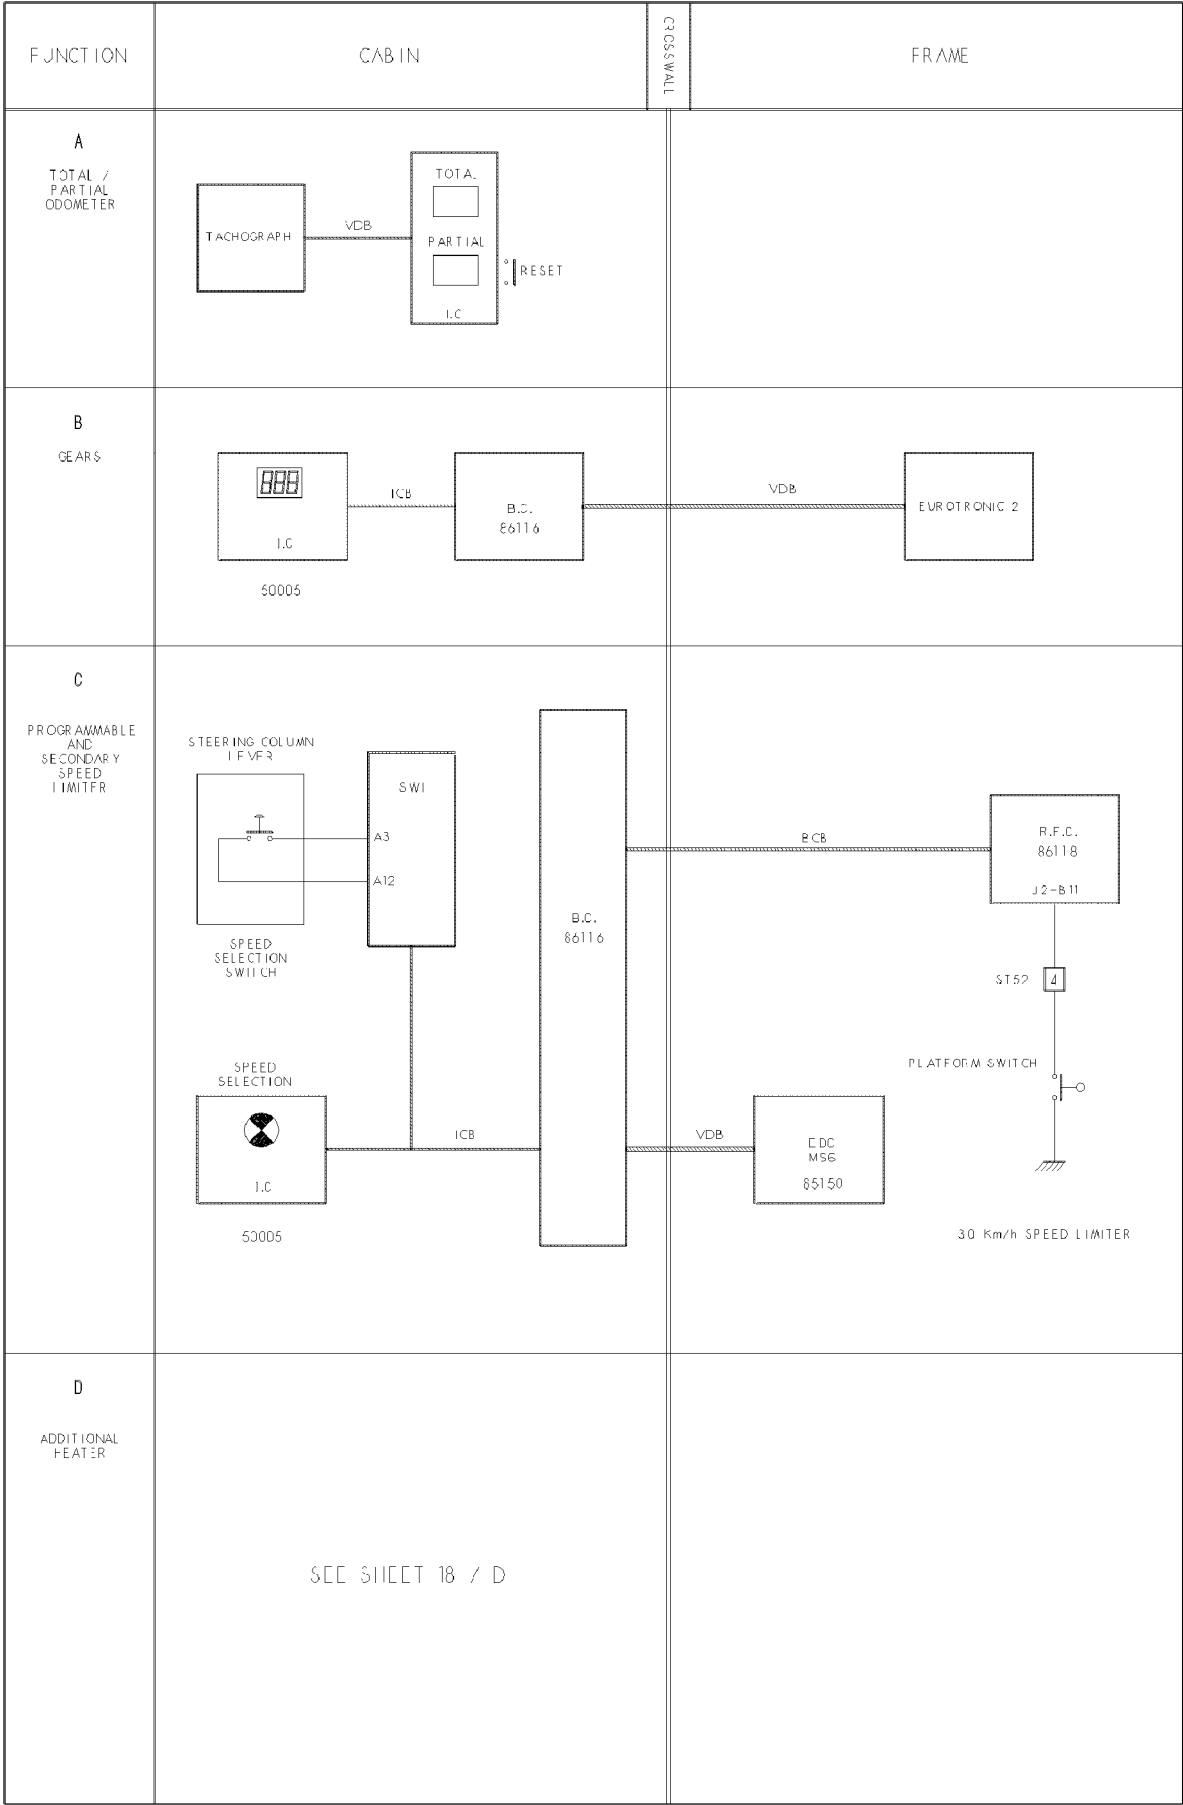 FUNCTION
CABIN
CROSSWALL
FRAME
A
TOTAL /
PARTIAL
ODOMETER
TACHOGRAPH
VDB
TOTAL
PARTIAL
I.C
RESET
B
GEARS
888
I.C
50005
ICB
B.C.
86116
VDB
EUROTRONIC 2
C
PROGRAMMABLE
AND
SECONDARY
SPEED
LIMITER
STEERING COLUMN
LEVER
SPEED
SELECTION
SWITCH
SWI
A3
A12
SPEED
SELECTION
I.C
50005
ICB
B.C.
86116
BCB
R.F.C.
86118
J2-B11
ST52
4
PLATFORM SWITCH
VDB
EDC
MS6
85150
30 Km/h SPEED LIMITER
D
ADDITIONAL
HEATER
SEE SHEET 18 / D